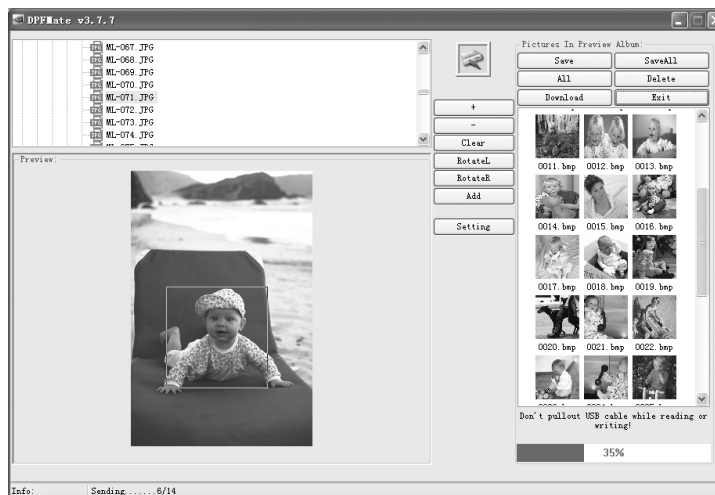 DPFMate v3.7.7
ML-067.JPG
ML-068.JPG
ML-069.JPG
ML-070.JPG
ML-071.JPG
ML-072.JPG
ML-073.JPG
ML-074.JPG
Preview:
+
-
Clear
RotateL
RotateR
Add
Setting
Pictures In Preview Album:
Save SaveAll
All Delete
Download Exit
0011.bmp 0012.bmp 0013.bmp
0014.bmp 0015.bmp 0016.bmp
0017.bmp 0018.bmp 0019.bmp
0020.bmp 0021.bmp 0022.bmp
Don't pullout USB cable while reading or
writing!
35%
Info: Sending.......6/14